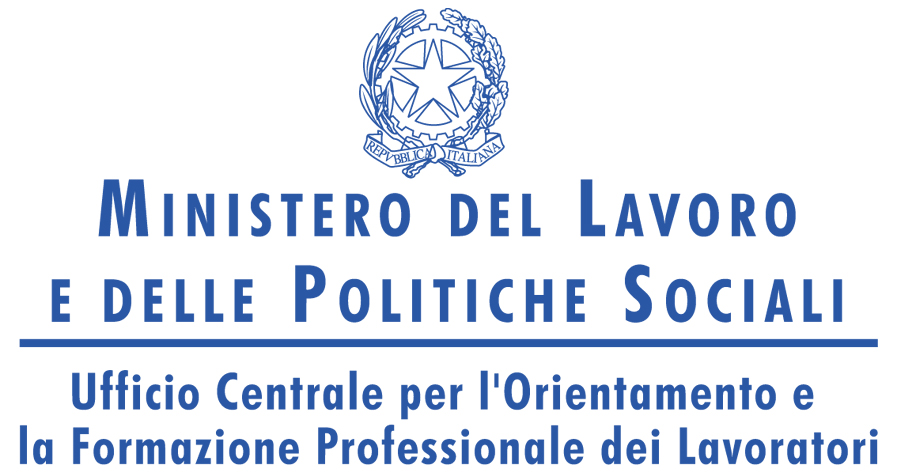 REPVBBLICA ITALIANA
MINISTERO DEL LAVORO
E DELLE POLITICHE SOCIALI
Ufficio Centrale per l'Orientamento e
la Formazione Professionale dei Lavoratori